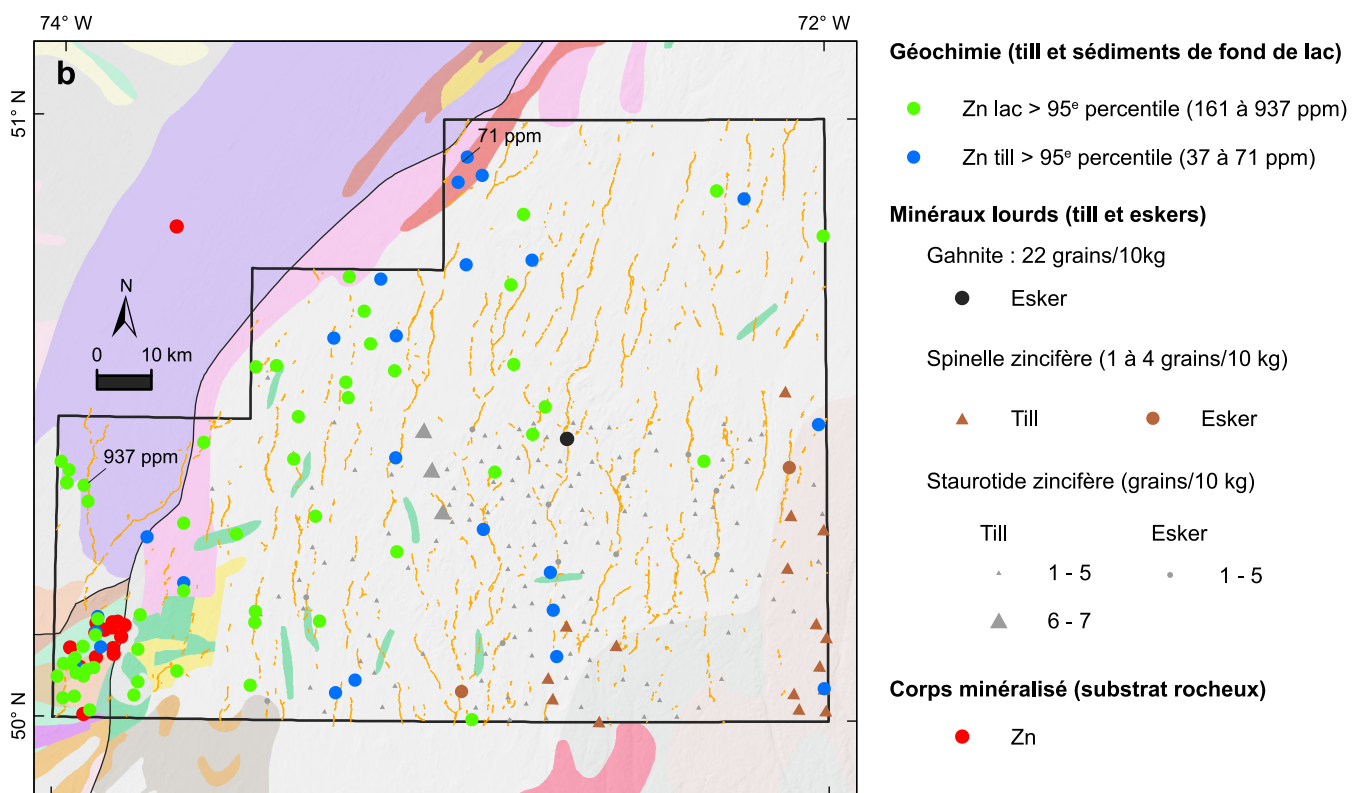 74° W
72° W
b
51° N
71 ppm
N
0 10 km
937 ppm
50° N
Géochimie (till et sédiments de fond de lac)
Zn lac > 95e percentile (161 à 937 ppm)
Zn till > 95e percentile (37 à 71 ppm)
Minéraux lourds (till et eskers)
Gahnite : 22 grains/10kg
Esker
Spinelle zincifère (1 à 4 grains/10 kg)
Till Esker
Staurotide zincifère (grains/10 kg)
Till Esker
1 - 5 1 - 5
6 - 7
Corps minéralisé (substrat rocheux)
Zn